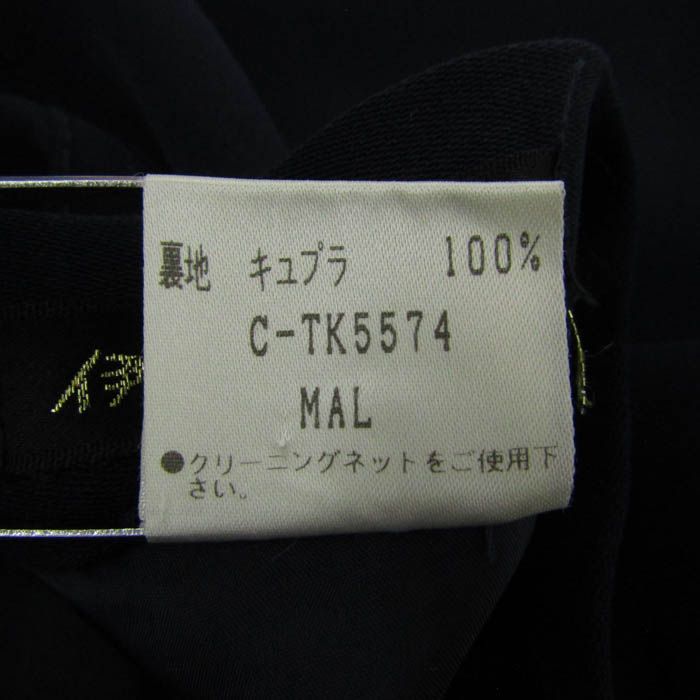 裏地 キュプラ 100%
C-TK5574
MAL
●クリーニングネットをご使用下
さい。
伊